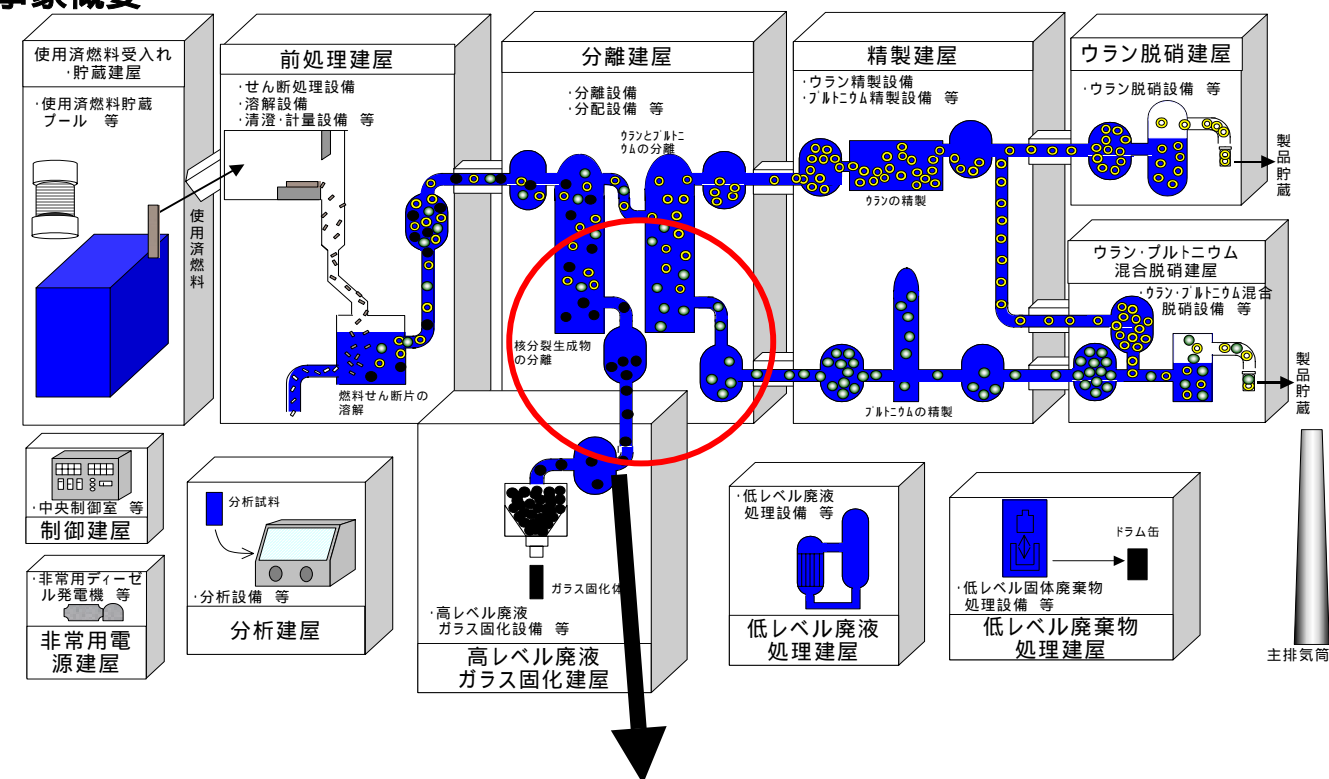 事象概要
使用済燃料受入れ
・貯蔵建屋
・使用済燃料貯蔵
プール 等
使用済燃料
前処理建屋
・せん断処理設備
・溶解設備
・清澄・計量設備 等
燃料せん断片の
溶解
分離建屋
・分離設備
・分配設備 等
ウランとプルトニ
ウムの分離
核分裂生成物
の分離
精製建屋
・ウラン精製設備
・プルトニウム精製設備 等
ウランの精製
プルトニウムの精製
ウラン脱硝建屋
・ウラン脱硝設備 等
製品貯蔵
ウラン・プルトニウム
混合脱硝建屋
・ウラン・プルトニウム混合
脱硝設備 等
製品貯蔵
・中央制御室 等
制御建屋
・非常用ディーゼ
ル発電機 等
非常用電
源建屋
分析試料
・分析設備 等
分析建屋
ガラス固化体
・高レベル廃液
ガラス固化設備 等
高レベル廃液
ガラス固化建屋
・低レベル廃液
処理設備 等
低レベル廃液
処理建屋
ドラム缶
・低レベル固体廃棄物
処理設備 等
低レベル廃棄物
処理建屋
主排気筒